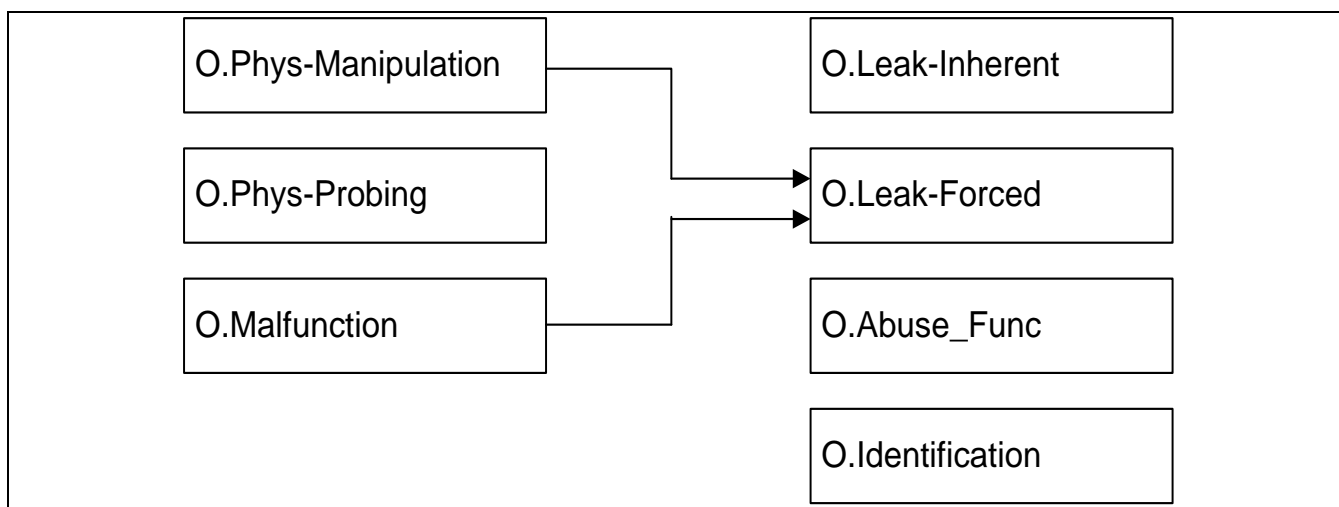 O.Phys-Manipulation
O.Leak-Inherent
O.Phys-Probing
O.Leak-Forced
O.Malfunction
O.Abuse_Func
O.Identification